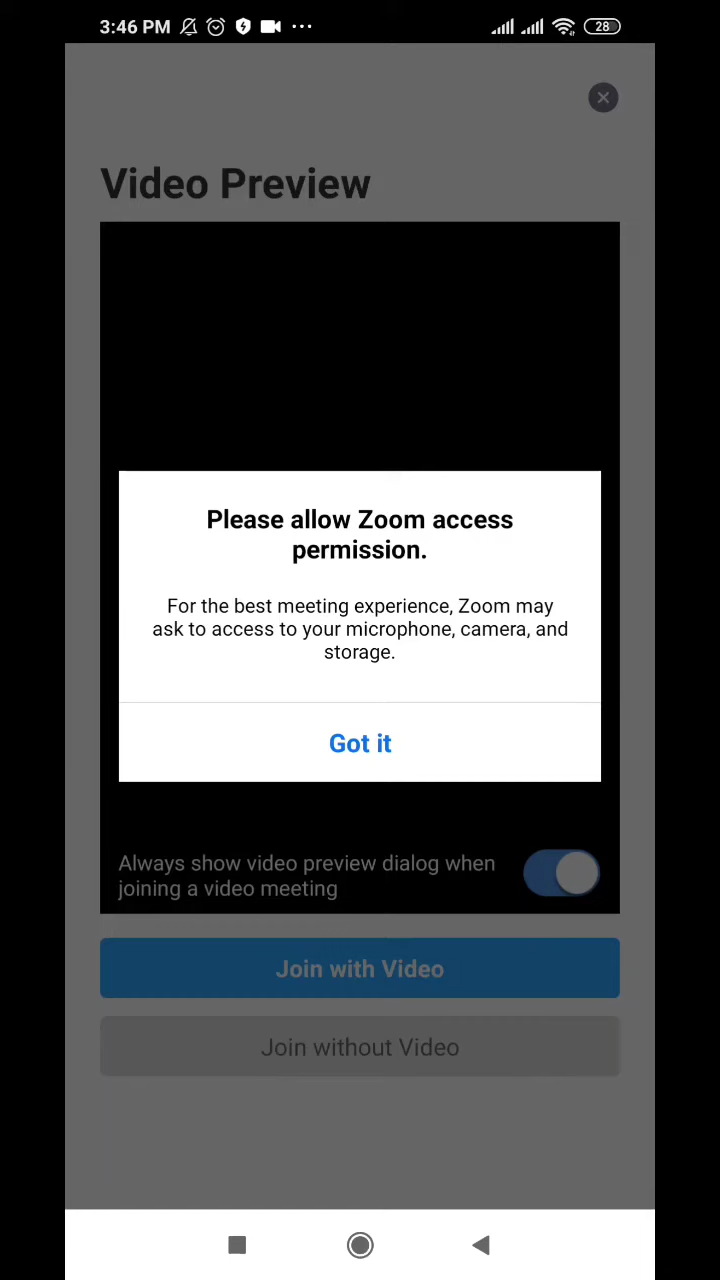 3:46 PM 28
Video Preview
Please allow Zoom access
permission.
For the best meeting experience, Zoom may
ask to access to your microphone, camera, and
storage.
Got it
Always show video preview dialog when
joining a video meeting
Join with Video
Join without Video